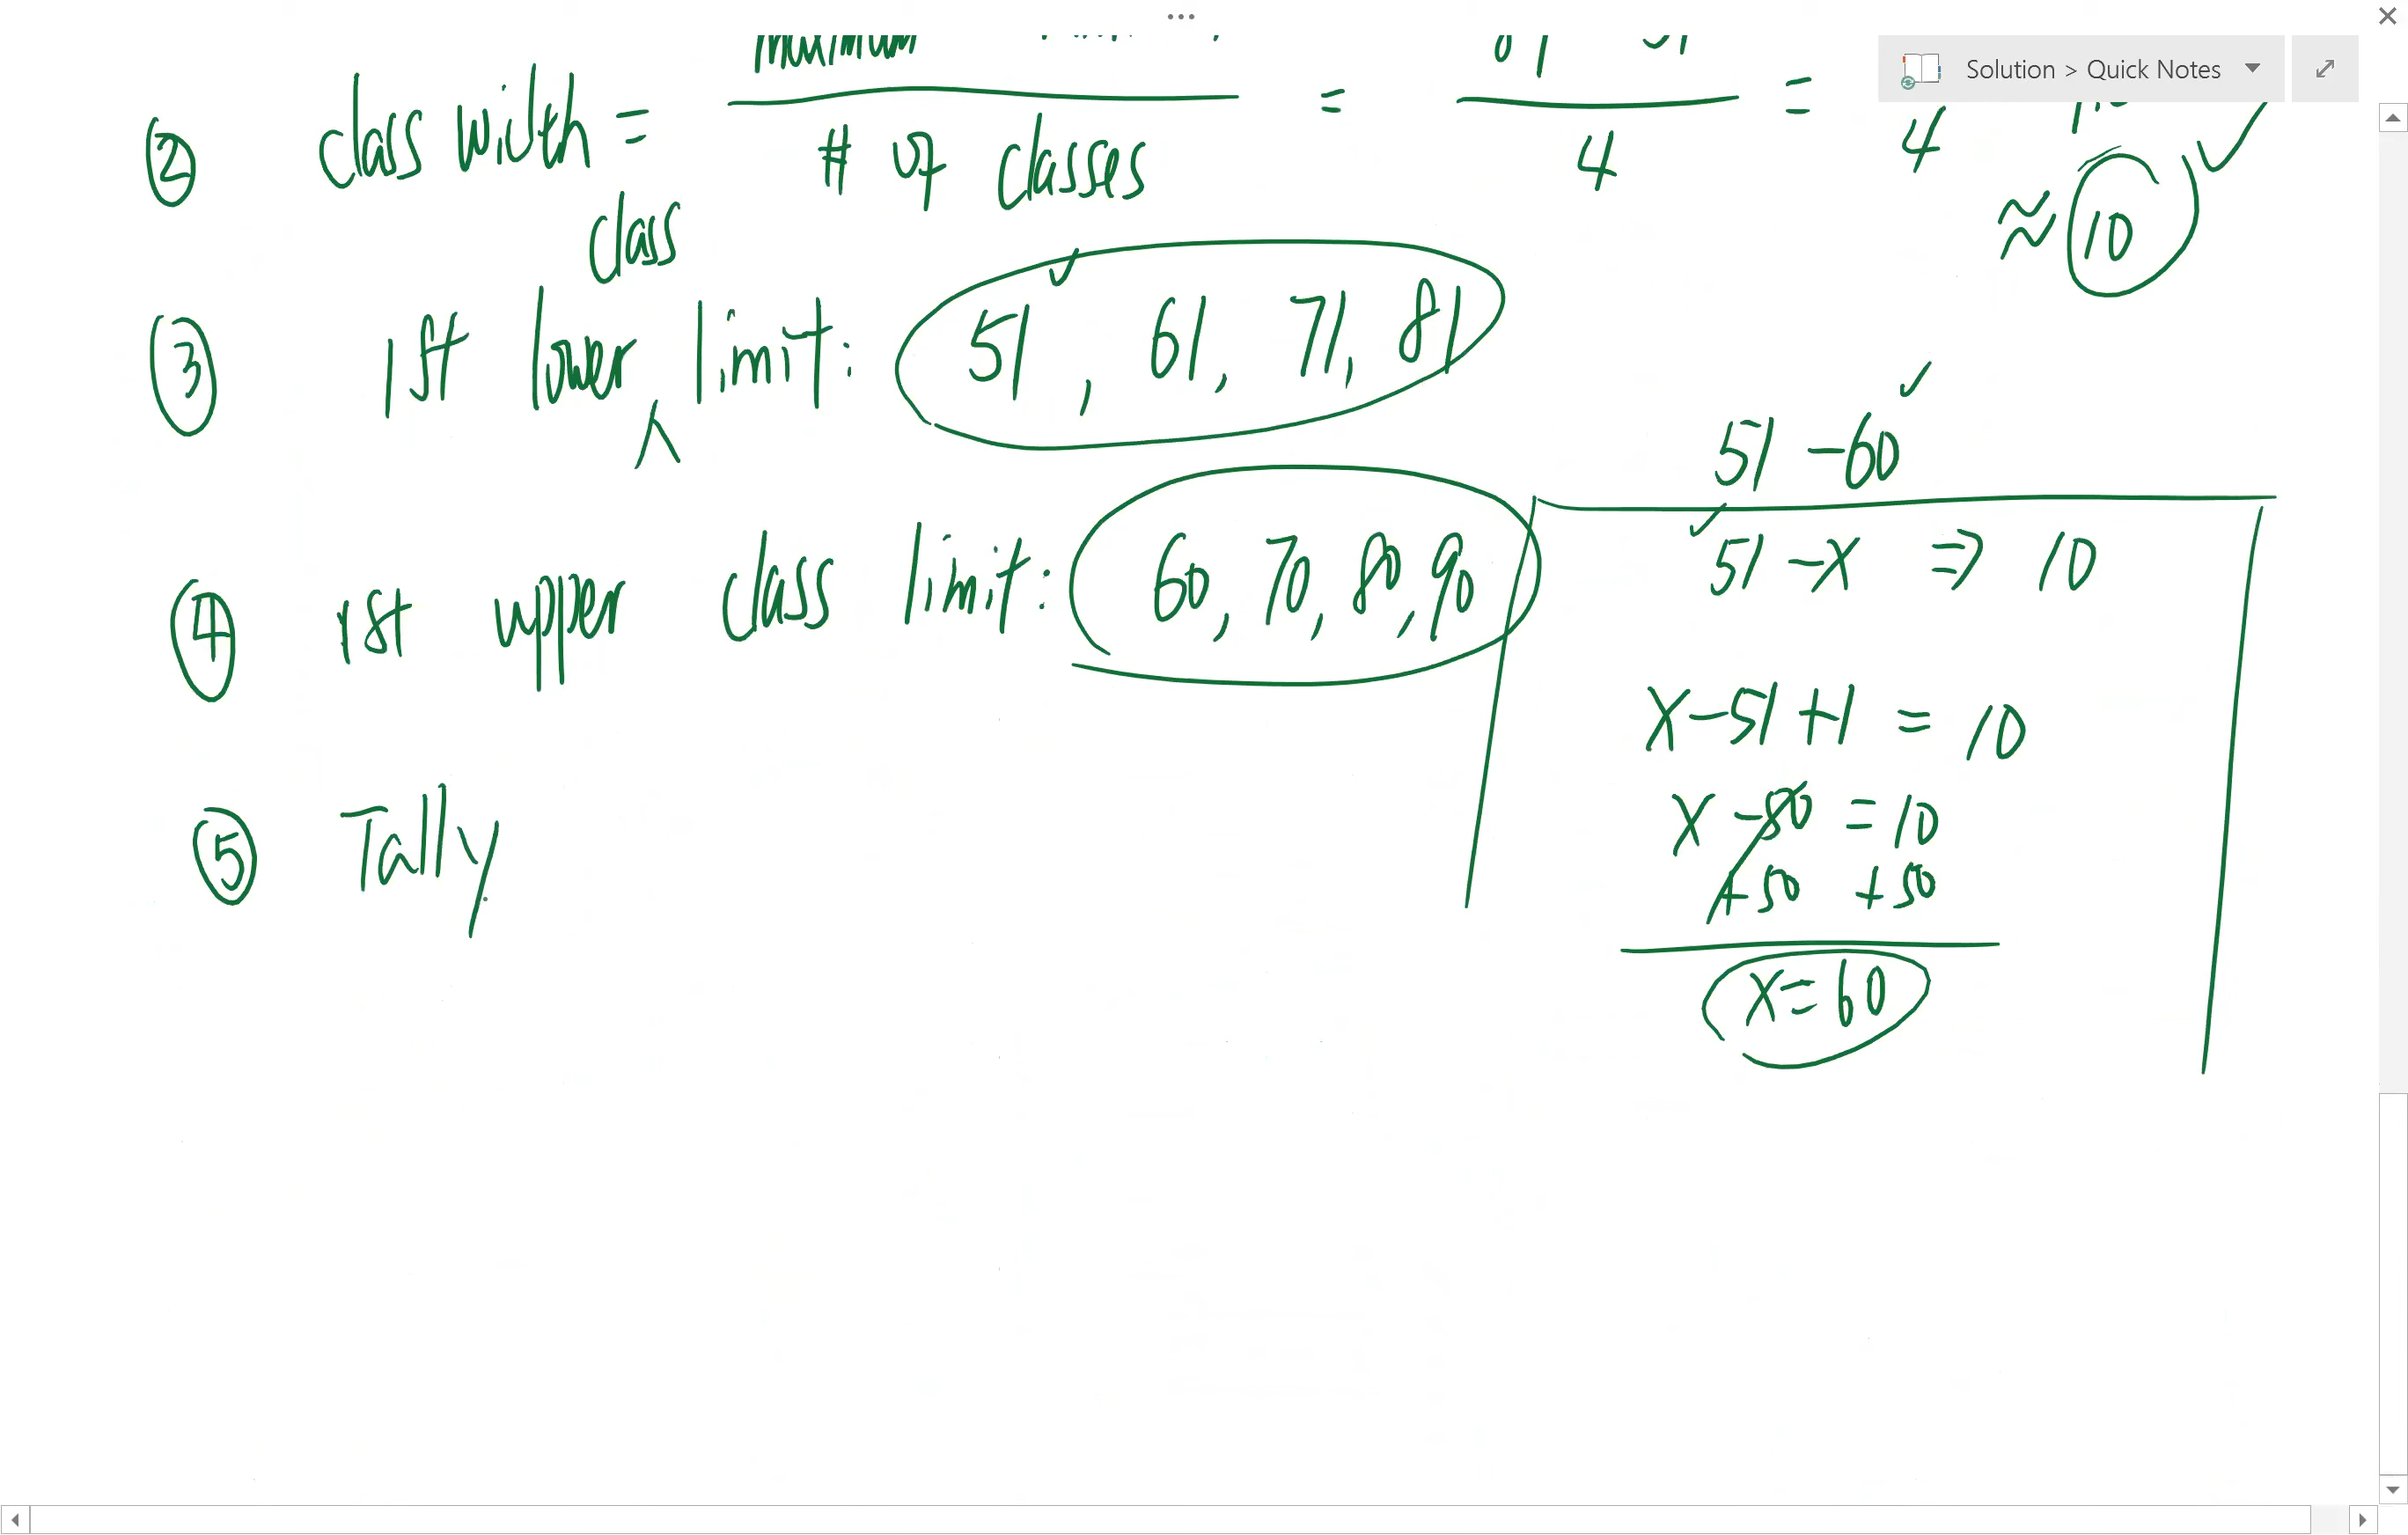 Solution > Quick Notes
② class width = / # of classes = / 4 = / 4
≈ 10
③ 1st lower class limit: 51, 61, 71, 81
51 - 60
④ 1st upper class limit: 60, 70, 80, 90
51 - x ⇒ 10
x - 51 + 1 = 10
x - 50 = 10
+ 50 + 50
x = 60
⑤ Tally